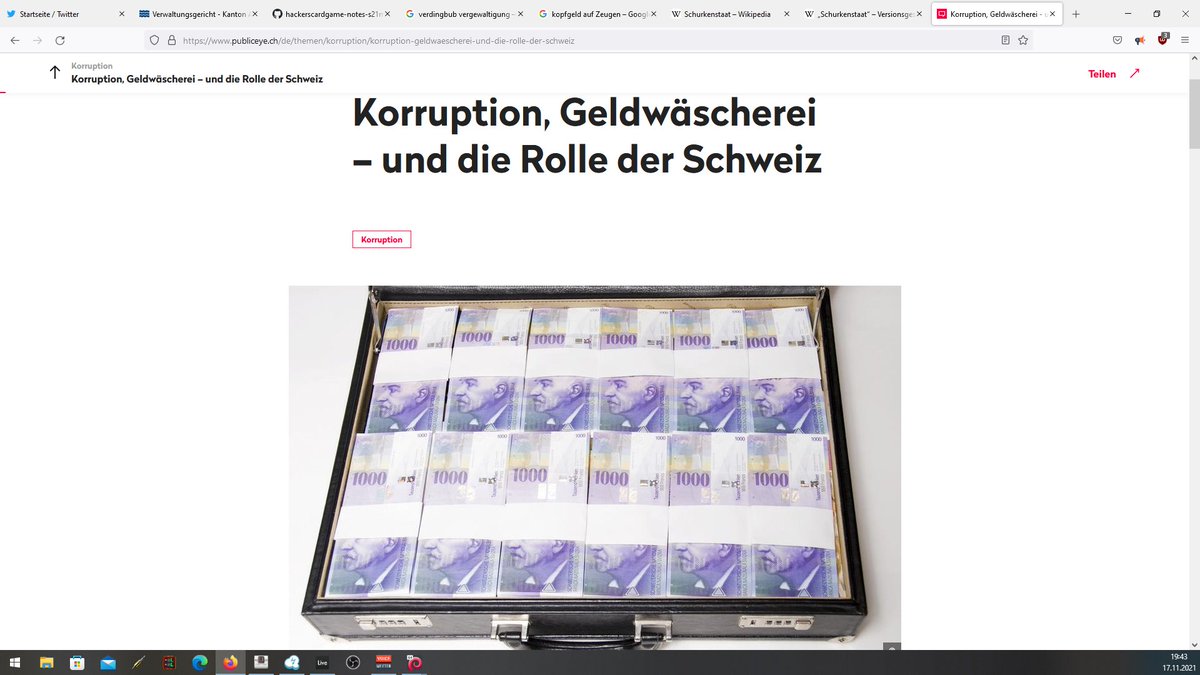 Startseite / Twitter
Verwaltungsgericht - Kanton
hackerscardgame-notes-s21
verdingbub vergewaltigung –
kopfgeld auf Zeugen – Goog
Schurkenstaat – Wikipedia
„Schurkenstaat“ – Versionsge
Korruption, Geldwäscherei -
https://www.publiceye.ch/de/themen/korruption/korruption-geldwaescherei-und-die-rolle-der-schweiz
Korruption
Korruption, Geldwäscherei – und die Rolle der Schweiz
Teilen
Korruption, Geldwäscherei
– und die Rolle der Schweiz
Korruption
1000 1000 1000 1000 1000 1000
1000 1000 1000 1000 1000 1000
Live
19:43
17.11.2021